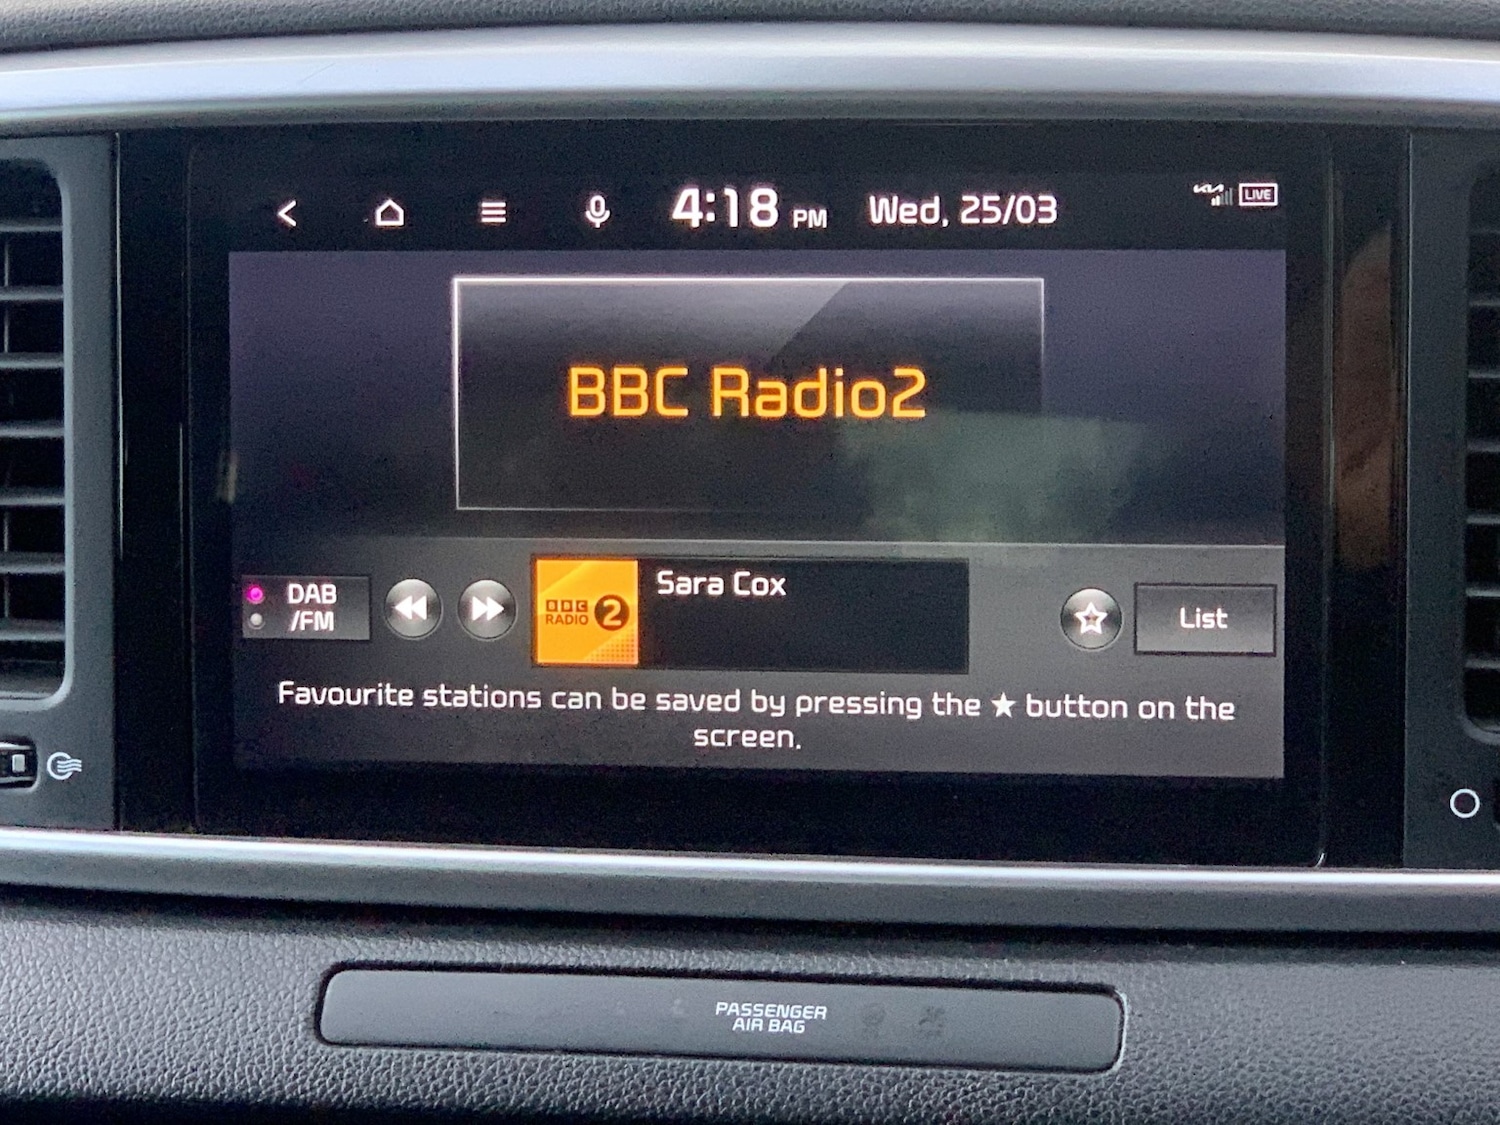 4:18 PM Wed, 25/03
KIA LIVE
BBC Radio2
DAB
/FM
BBC
RADIO 2
Sara Cox
List
Favourite stations can be saved by pressing the ★ button on the
screen.
PASSENGER
AIR BAG